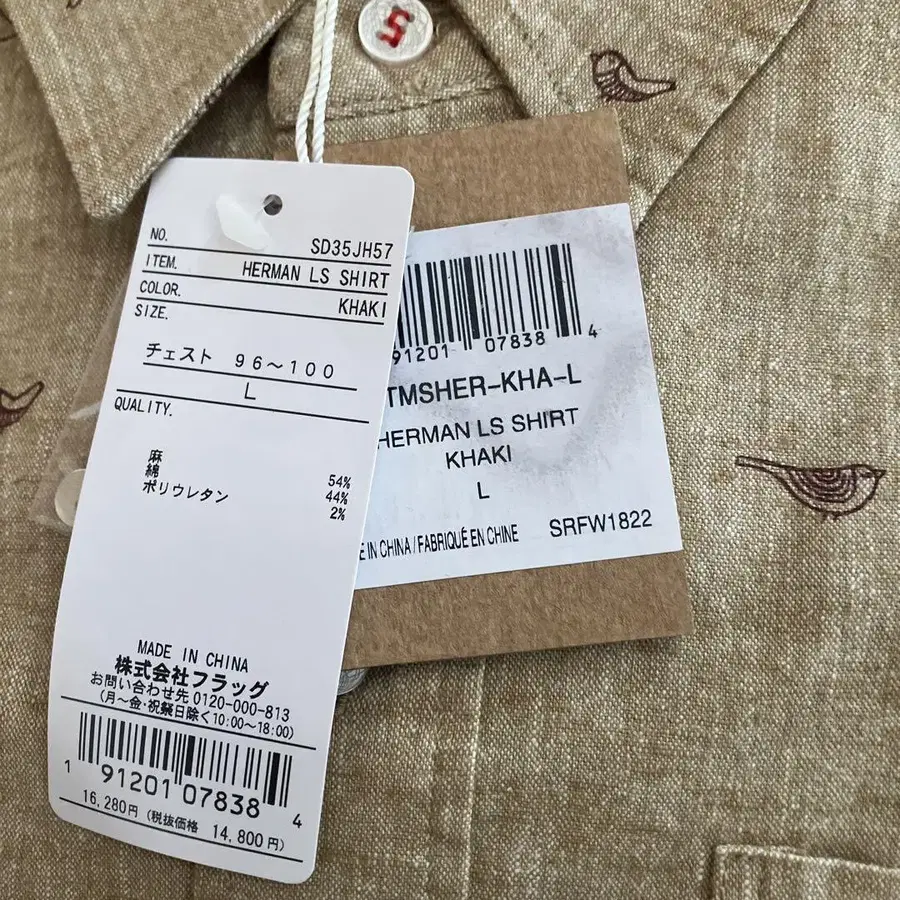 NO. SD35JH57
ITEM. HERMAN LS SHIRT
COLOR. KHAKI
SIZE.
チェスト 96〜100
L
QUALITY.
麻 54%
綿 44%
ポリウレタン 2%
MADE IN CHINA
株式会社フラッグ
お問い合わせ先 0120-000-813
(月〜金・祝祭日除く10:00〜18:00)
1 91201 07838 4
16,280円 (税抜価格 14,800円)
91201 07838 4
TMSHER-KHA-L
HERMAN LS SHIRT
KHAKI
L
IN CHINA / FABRIQUÉ EN CHINE SRFW1822